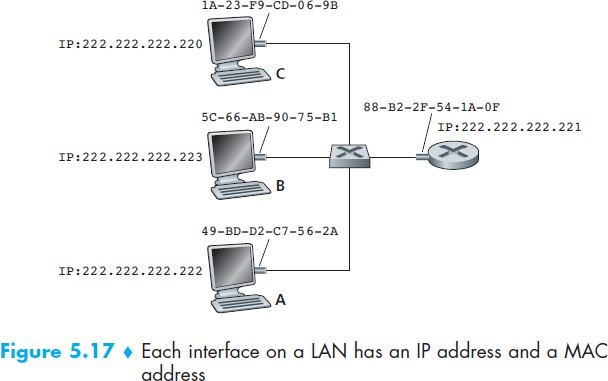 1A-23-F9-CD-06-9B
IP:222.222.222.220
C
5C-66-AB-90-75-B1
88-B2-2F-54-1A-0F
IP:222.222.222.221
IP:222.222.222.223
B
49-BD-D2-C7-56-2A
IP:222.222.222.222
A
Figure 5.17 ♦ Each interface on a LAN has an IP address and a MAC
address